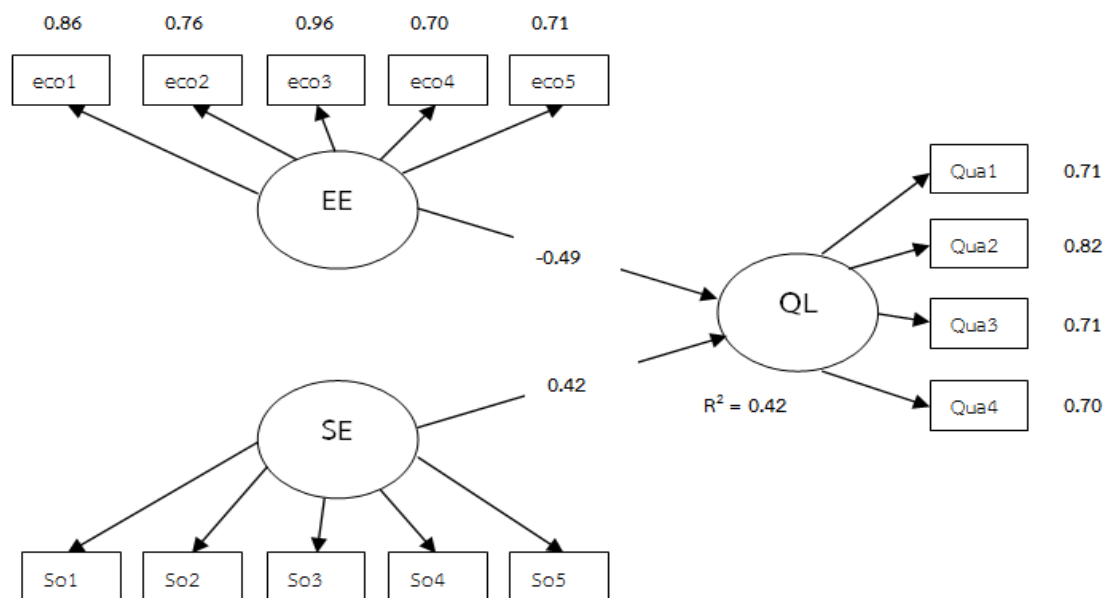 0.86 0.76 0.96 0.70 0.71
eco1 eco2 eco3 eco4 eco5
EE
Qua1 0.71
-0.49
Qua2 0.82
QL
Qua3 0.71
0.42
R² = 0.42
Qua4 0.70
SE
So1 So2 So3 So4 So5